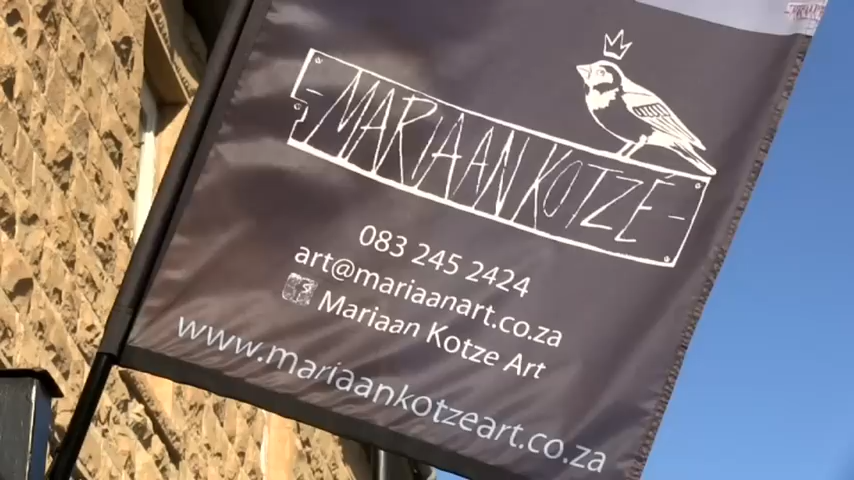 -MARIAAN KOTZÉ-
083 245 2424
art@mariaanart.co.za
Mariaan Kotze Art
www.mariaankotzeart.co.za